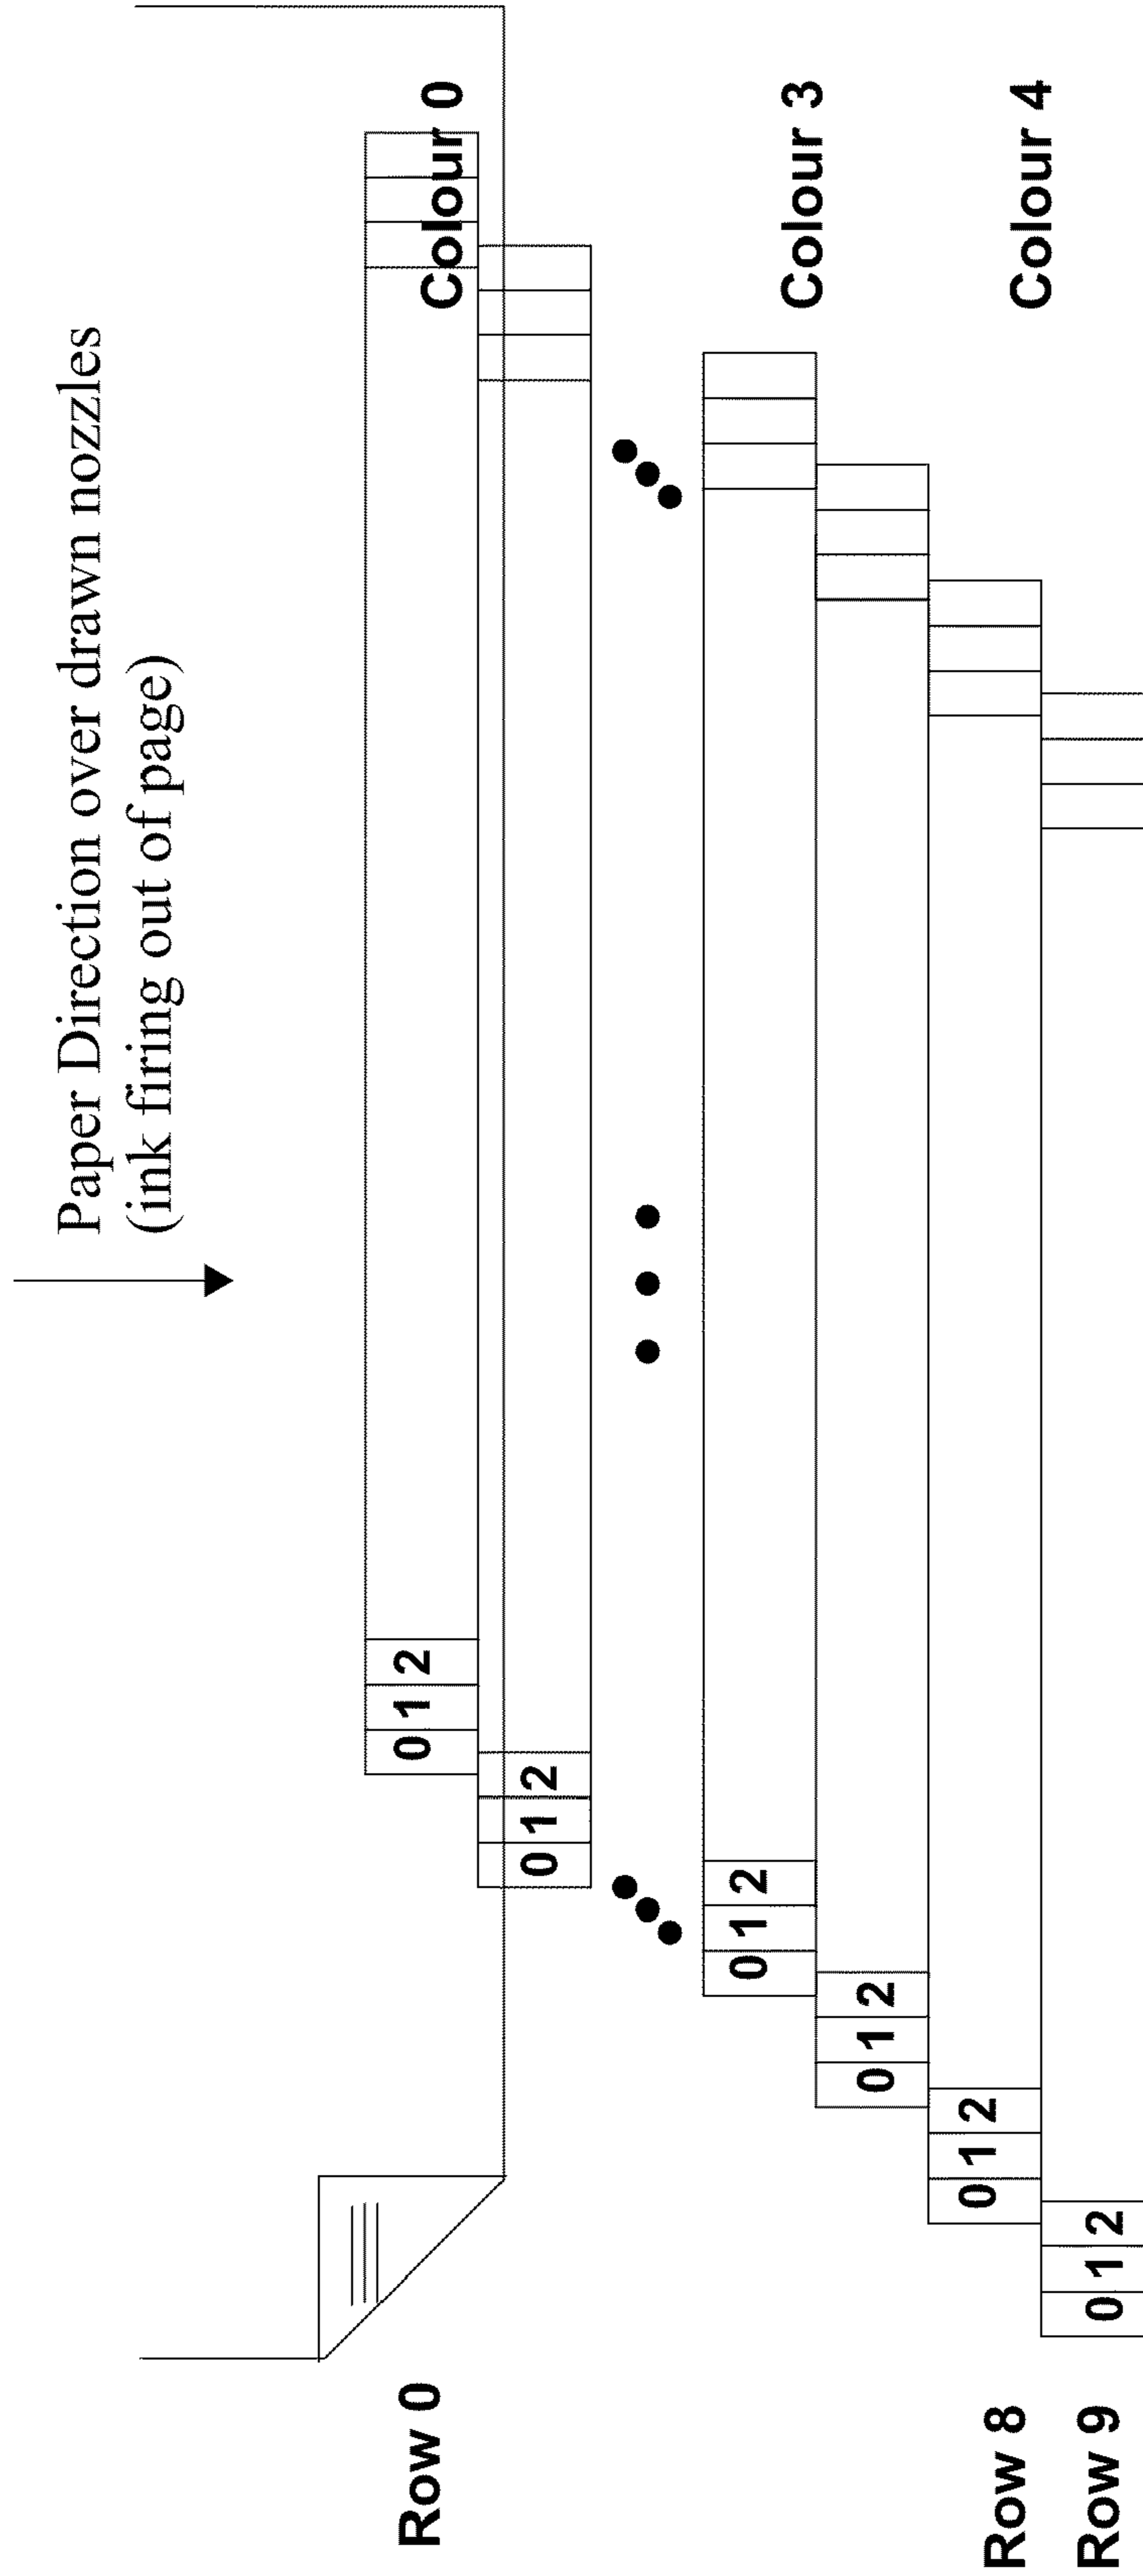 Paper Direction over drawn nozzles
(ink firing out of page)
Row 0 0 1 2 Colour 0
0 1 2
0 1 2 Colour 3
0 1 2
Row 8 0 1 2 Colour 4
Row 9 0 1 2